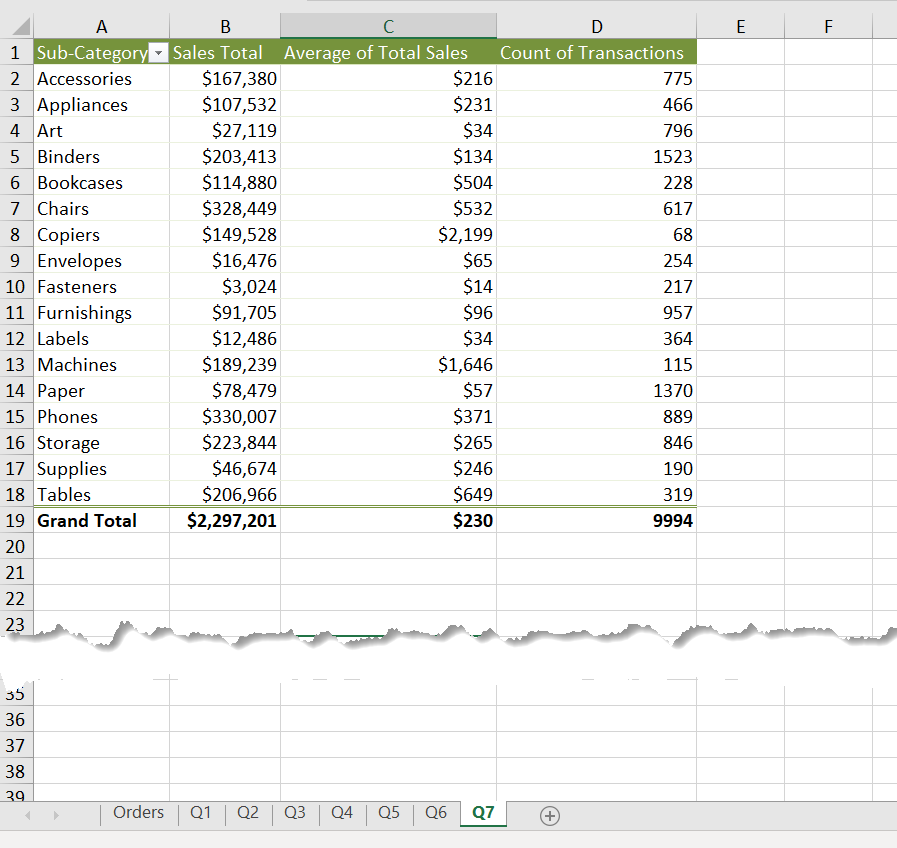 A B C D E F
1 Sub-Category Sales Total Average of Total Sales Count of Transactions
2 Accessories $167,380 $216 775
3 Appliances $107,532 $231 466
4 Art $27,119 $34 796
5 Binders $203,413 $134 1523
6 Bookcases $114,880 $504 228
7 Chairs $328,449 $532 617
8 Copiers $149,528 $2,199 68
9 Envelopes $16,476 $65 254
10 Fasteners $3,024 $14 217
11 Furnishings $91,705 $96 957
12 Labels $12,486 $34 364
13 Machines $189,239 $1,646 115
14 Paper $78,479 $57 1370
15 Phones $330,007 $371 889
16 Storage $223,844 $265 846
17 Supplies $46,674 $246 190
18 Tables $206,966 $649 319
19 Grand Total $2,297,201 $230 9994
20
21
22
23
35
36
37
38
39
Orders Q1 Q2 Q3 Q4 Q5 Q6 Q7